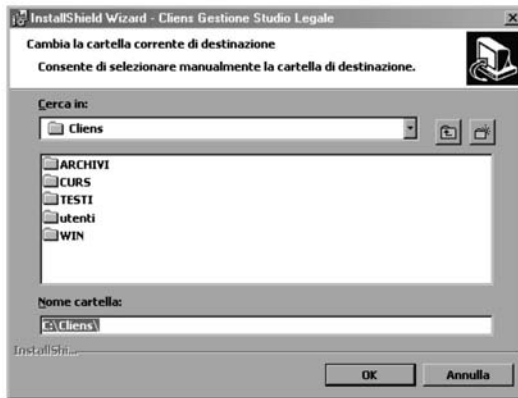 InstallShield Wizard - Cliens Gestione Studio Legale
Cambia la cartella corrente di destinazione
Consente di selezionare manualmente la cartella di destinazione.
Cerca in:
Cliens
ARCHIVI
CURS
TESTI
utenti
WIN
Nome cartella:
C:\Cliens\
InstallShi...
OK Annulla